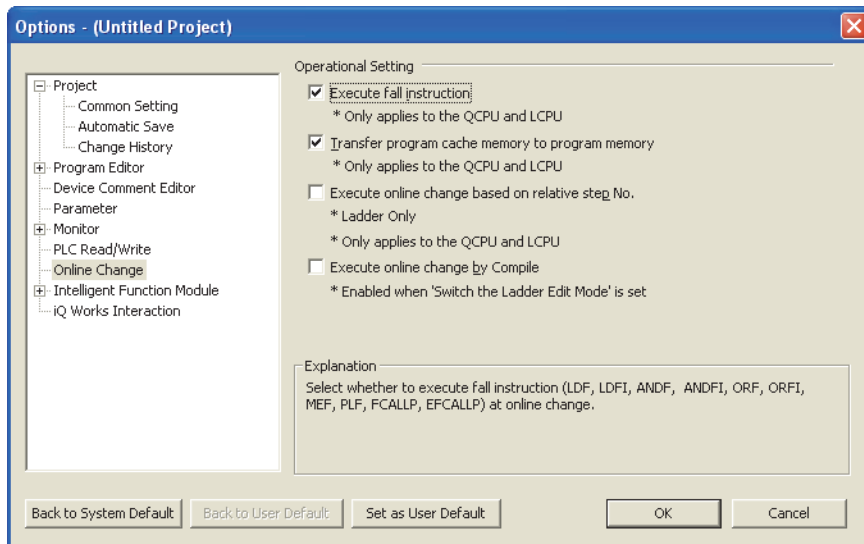 Options - (Untitled Project)
Project
Common Setting
Automatic Save
Change History
Program Editor
Device Comment Editor
Parameter
Monitor
PLC Read/Write
Online Change
Intelligent Function Module
iQ Works Interaction
Operational Setting
Execute fall instruction
* Only applies to the QCPU and LCPU
Transfer program cache memory to program memory
* Only applies to the QCPU and LCPU
Execute online change based on relative step No.
* Ladder Only
* Only applies to the QCPU and LCPU
Execute online change by Compile
* Enabled when 'Switch the Ladder Edit Mode' is set
Explanation
Select whether to execute fall instruction (LDF, LDFI, ANDF, ANDFI, ORF, ORFI,
MEF, PLF, FCALLP, EFCALLP) at online change.
Back to System Default
Back to User Default
Set as User Default
OK
Cancel